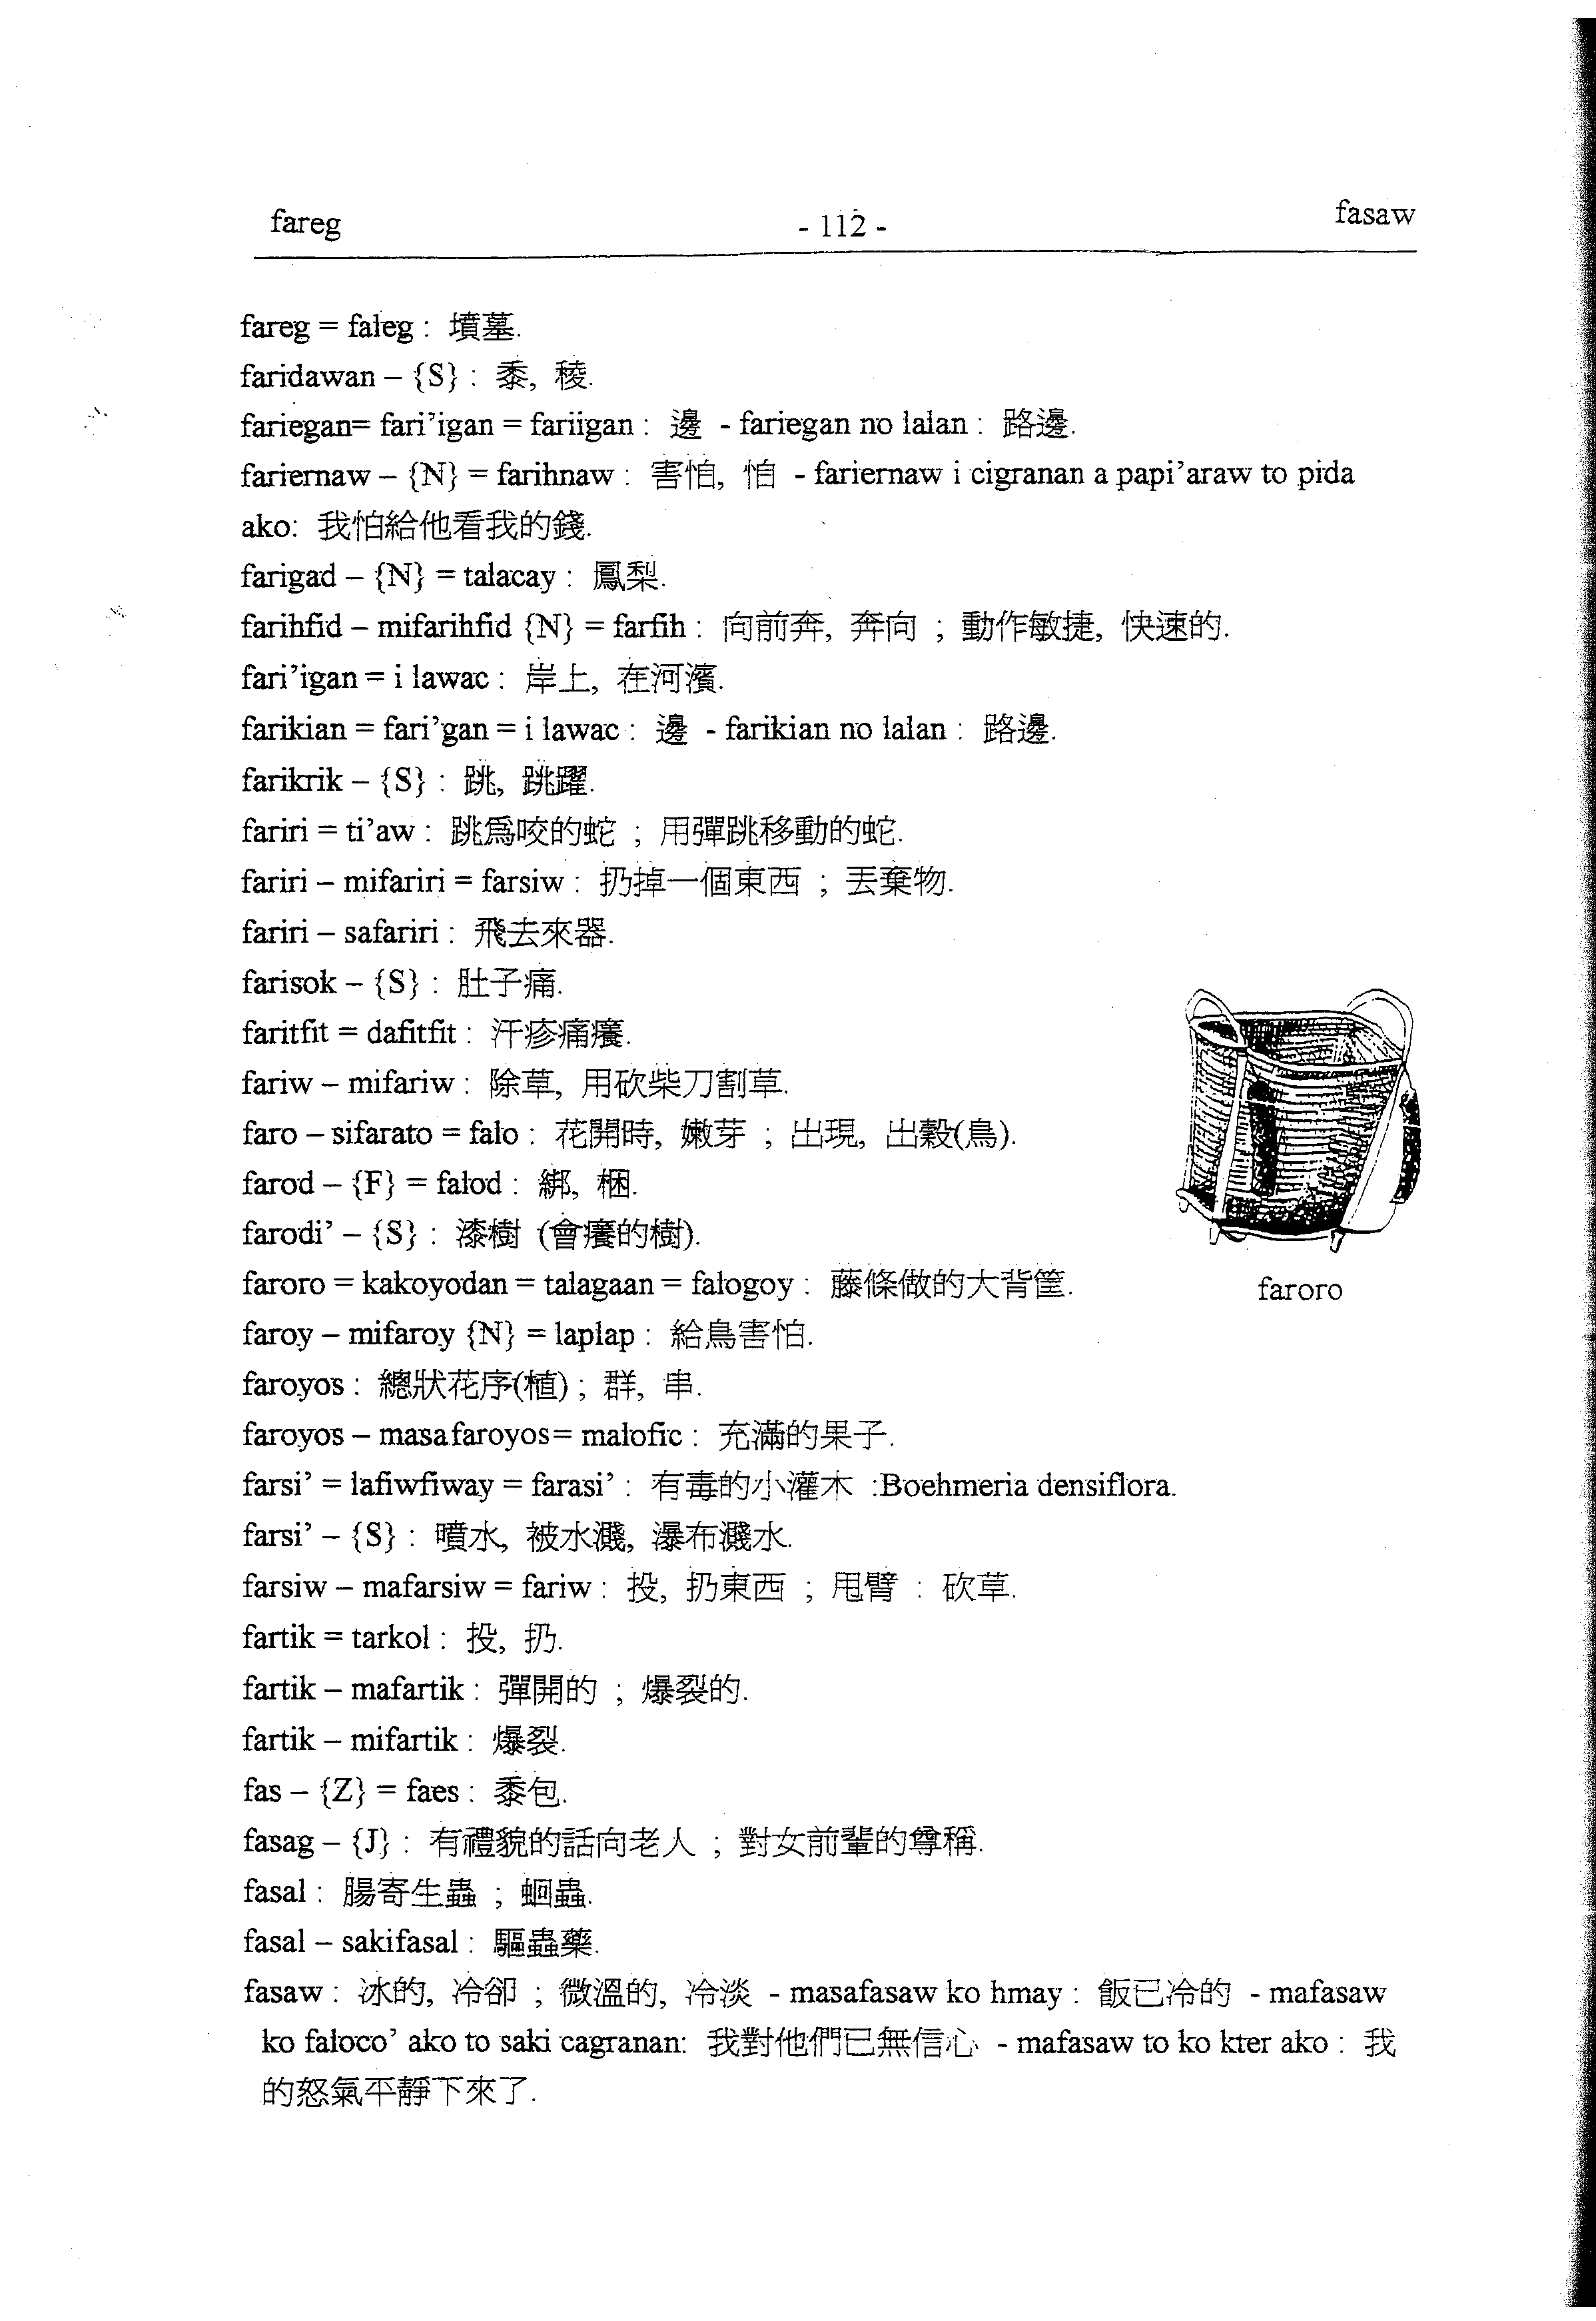 fareg
- 112 -
fasaw
fareg = faleg : 墳墓.
faridawan – {S} : 黍, 稜.
fariegan= fari’igan = fariigan : 邊 - fariegan no lalan : 路邊.
fariernaw – {N} = farihnaw : 害怕, 怕 - fariernaw i cigranan a papi’araw to pida
ako: 我怕給他看我的錢.
farigad – {N} = talacay : 鳳梨.
farihfid – mifarihfid {N} = farfih : 向前奔, 奔向 ; 動作敏捷, 快速的.
fari’igan = i lawac : 岸上, 在河濱.
farikian = fari’gan = i lawac : 邊 - farikian no lalan : 路邊.
farikrik – {S} : 跳, 跳躍.
fariri = ti’aw : 跳爲咬的蛇 ; 用彈跳移動的蛇.
fariri – mifariri = farsiw : 扔掉一個東西 ; 丟棄物.
fariri – safariri : 飛去來器.
farisok – {S} : 肚子痛.
faritfit = dafitfit : 汗疹痛癢.
fariw – mifariw : 除草, 用砍柴刀割草.
faro – sifarato = falo : 花開時, 嫩芽 ; 出現, 出穀(鳥).
farod – {F} = falod : 綁, 梱.
farodi’ – {S} : 漆樹 (會癢的樹).
faroro = kakoyodan = talagaan = falogoy : 藤條做的大背筐.
faroro
faroy – mifaroy {N} = laplap : 給鳥害怕.
faroyos : 總狀花序(植) ; 群, 串.
faroyos – masafaroyos= malofic : 充滿的果子.
farsi’ = lafiwfiway = farasi’ : 有毒的小灌木 :Boehmeria densiflora.
farsi’ – {S} : 噴水, 被水濺, 瀑布濺水.
farsiw – mafarsiw = fariw : 投, 扔東西 ; 甩臂 : 砍草.
fartik = tarkol : 投, 扔.
fartik – mafartik : 彈開的 ; 爆裂的.
fartik – mifartik : 爆裂.
fas – {Z} = faes : 黍包.
fasag – {J} : 有禮貌的話向老人 ; 對女前輩的尊稱.
fasal : 腸寄生蟲 ; 蛔蟲.
fasal – sakifasal : 驅蟲藥.
fasaw : 冰的, 冷卻 ; 微溫的, 冷淡 - masafasaw ko hmay : 飯已冷的 - mafasaw
ko faloco’ ako to saki cagranan: 我對他們已無信心 - mafasaw to ko kter ako : 我
的怒氣平靜下來了.